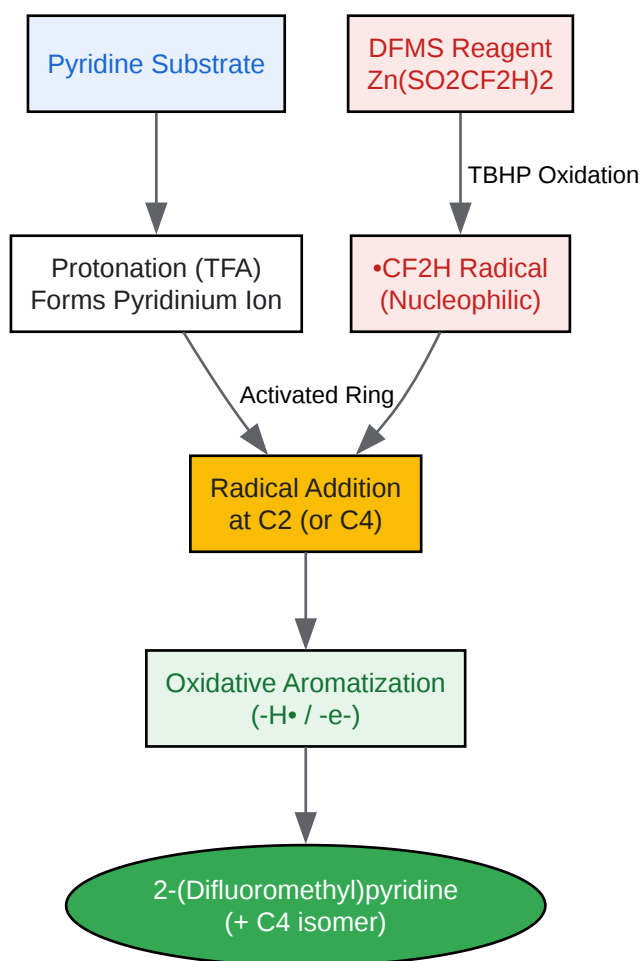 Pyridine Substrate
DFMS Reagent
Zn(SO2CF2H)2
TBHP Oxidation
Protonation (TFA)
Forms Pyridinium Ion
•CF2H Radical
(Nucleophilic)
Activated Ring
Radical Addition
at C2 (or C4)
Oxidative Aromatization
(-H• / -e-)
2-(Difluoromethyl)pyridine
(+ C4 isomer)